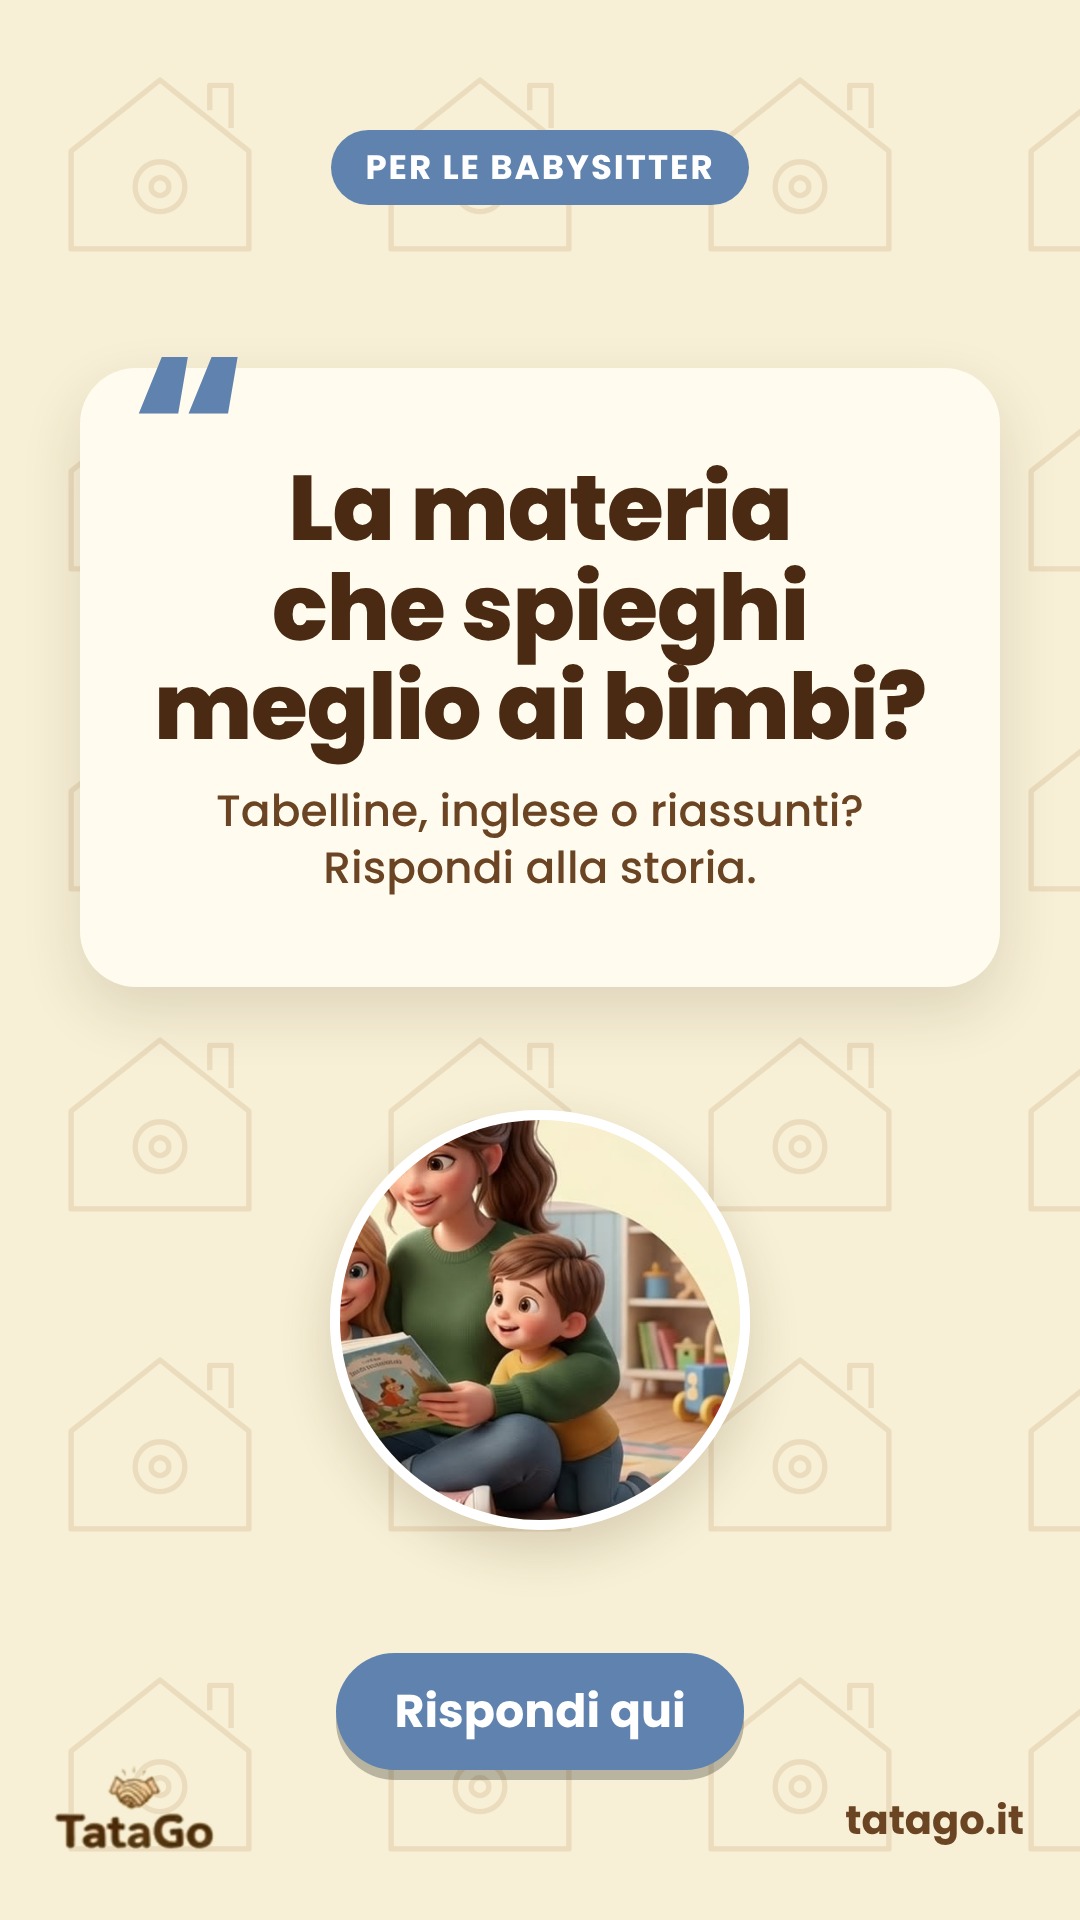 PER LE BABYSITTER
“
La materia
che spieghi
meglio ai bimbi?
Tabelline, inglese o riassunti?
Rispondi alla storia.
Rispondi qui
TataGo
tatago.it